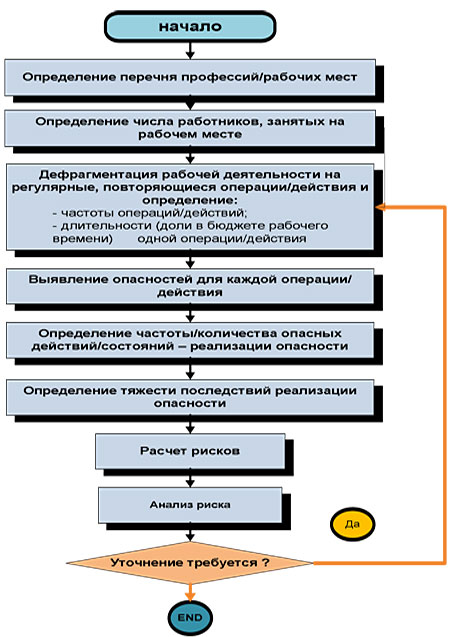 начало
Определение перечня профессий/рабочих мест
Определение числа работников, занятых на
рабочем месте
Дефрагментация рабочей деятельности на
регулярные, повторяющиеся операции/действия и
определение:
- частоты операций/действий;
- длительности (доли в бюджете рабочего
времени) одной операции/действия
Выявление опасностей для каждой операции/
действия
Определение частоты/количества опасных
действий/состояний – реализации опасности
Определение тяжести последствий реализации
опасности
Расчет рисков
Анализ риска
Да
Уточнение требуется ?
END